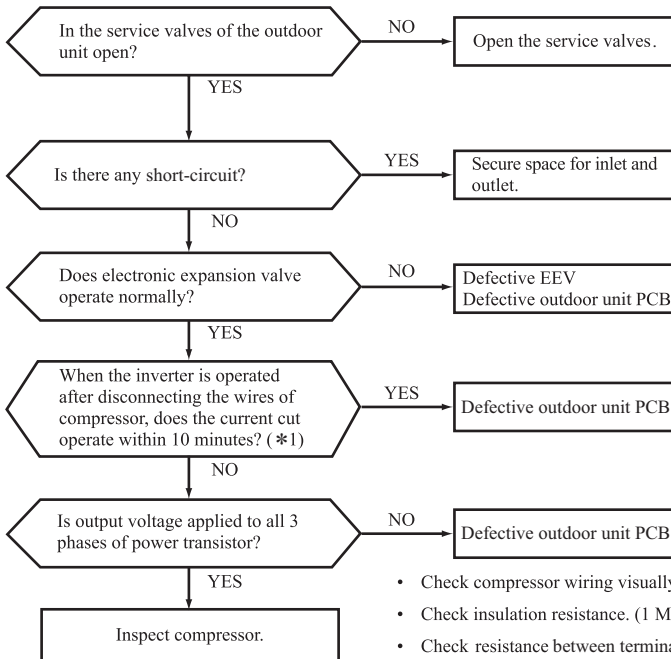 In the service valves of the outdoor
unit open?
NO
Open the service valves.
YES
Is there any short-circuit?
YES
Secure space for inlet and
outlet.
NO
Does electronic expansion valve
operate normally?
NO
Defective EEV
Defective outdoor unit PCB
YES
When the inverter is operated
after disconnecting the wires of
compressor, does the current cut
operate within 10 minutes? (*1)
YES
Defective outdoor unit PCB
NO
Is output voltage applied to all 3
phases of power transistor?
NO
Defective outdoor unit PCB
YES
• Check compressor wiring visually
Inspect compressor.
• Check insulation resistance. (1 M
• Check resistance between